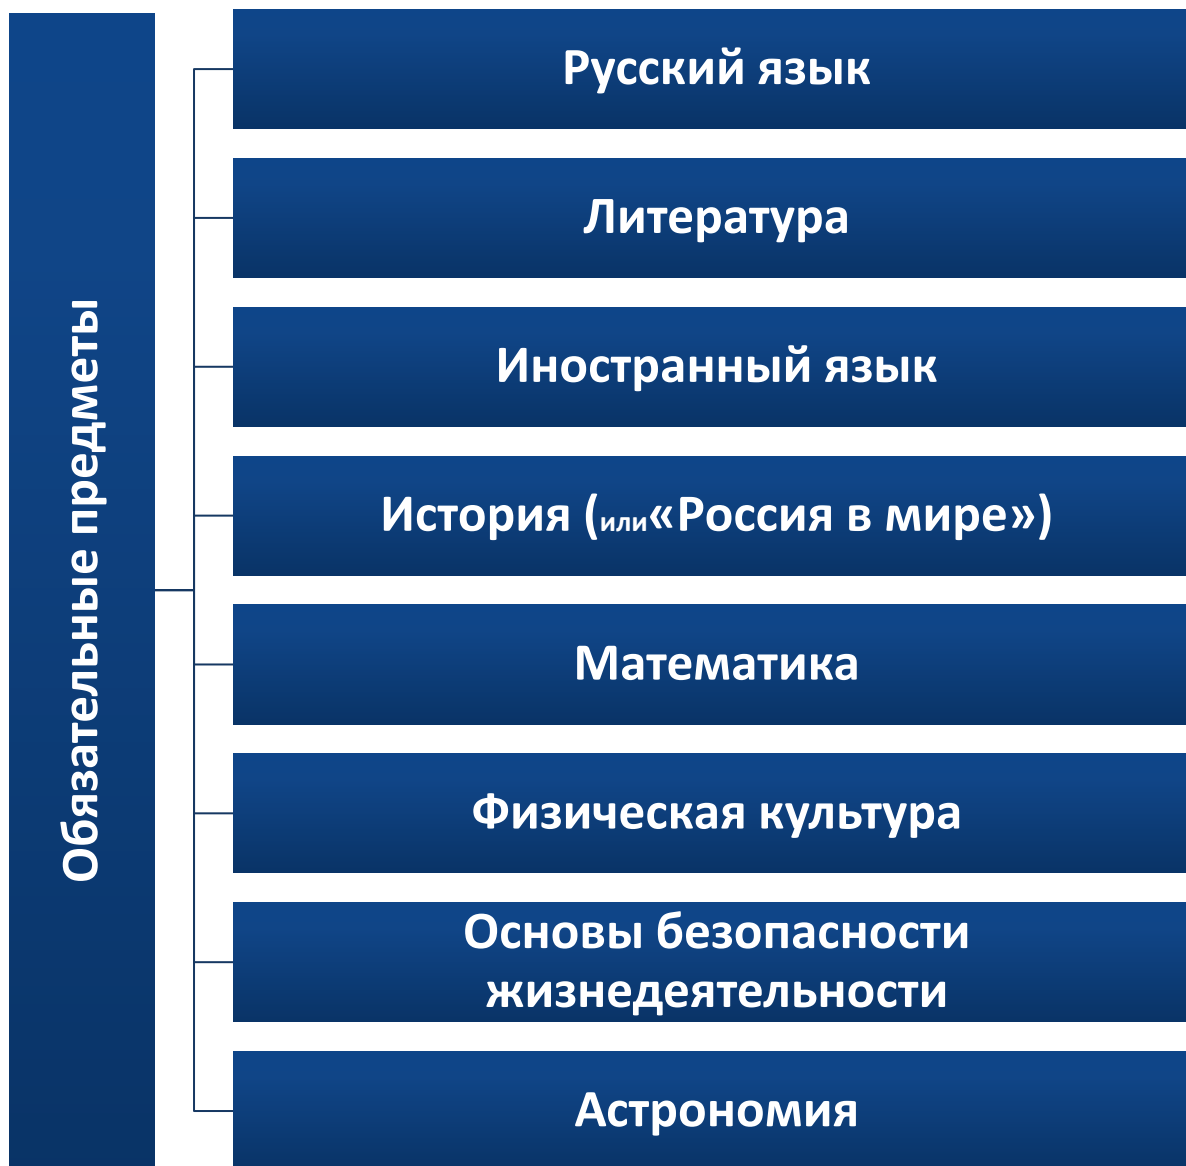 Обязательные предметы
Русский язык
Литература
Иностранный язык
История (или«Россия в мире»)
Математика
Физическая культура
Основы безопасности
жизнедеятельности
Астрономия